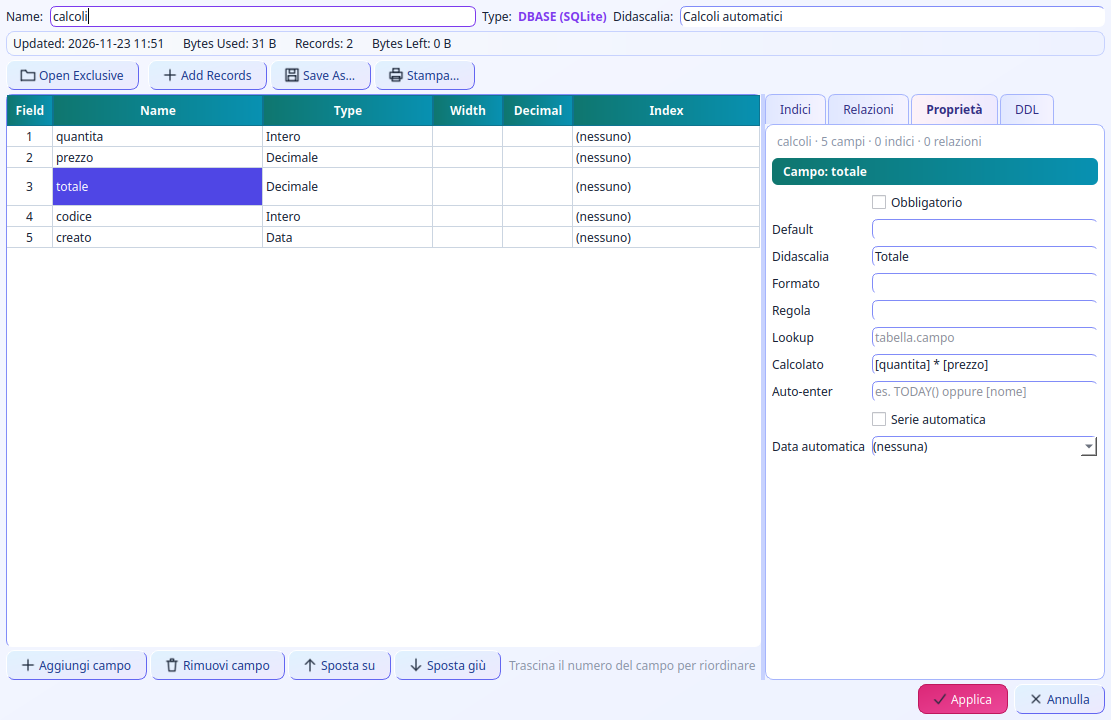 Name: calcoli Type: DBASE (SQLite) Didascalia: Calcoli automatici
Updated: 2026-11-23 11:51 Bytes Used: 31 B Records: 2 Bytes Left: 0 B
Open Exclusive Add Records Save As... Stampa...
Field Name Type Width Decimal Index
1 quantita Intero (nessuno)
2 prezzo Decimale (nessuno)
3 totale Decimale (nessuno)
4 codice Intero (nessuno)
5 creato Data (nessuno)
Aggiungi campo Rimuovi campo Sposta su Sposta giù Trascina il numero del campo per riordinare
Indici Relazioni Proprietà DDL
calcoli · 5 campi · 0 indici · 0 relazioni
Campo: totale
Obbligatorio
Default
Didascalia Totale
Formato
Regola
Lookup tabella.campo
Calcolato [quantita] * [prezzo]
Auto-enter es. TODAY() oppure [nome]
Serie automatica
Data automatica (nessuna)
Applica Annulla